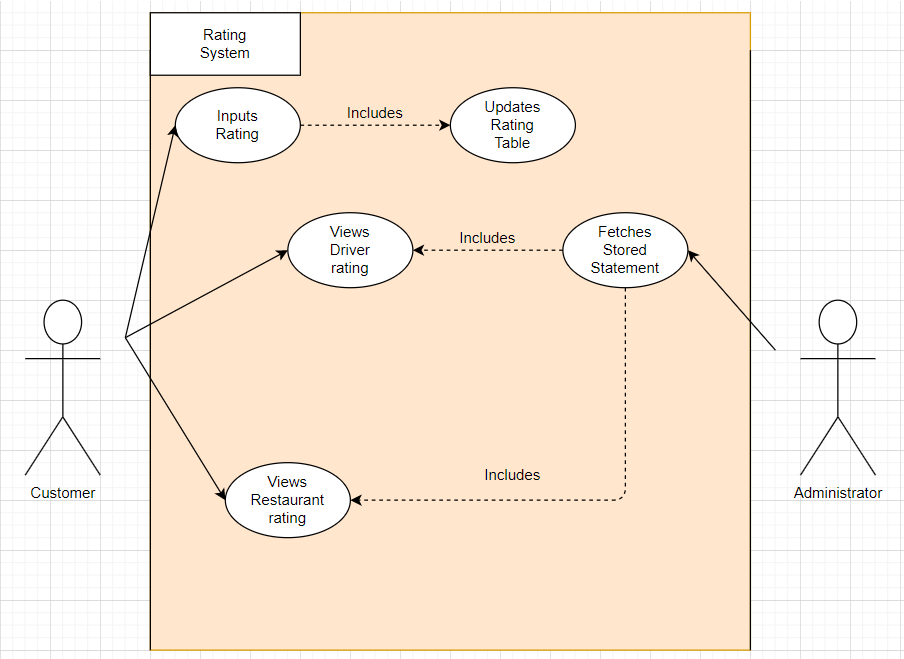 Rating
System
Inputs
Rating
Includes
Updates
Rating
Table
Views
Driver
rating
Includes
Fetches
Stored
Statement
Customer
Administrator
Views
Restaurant
rating
Includes